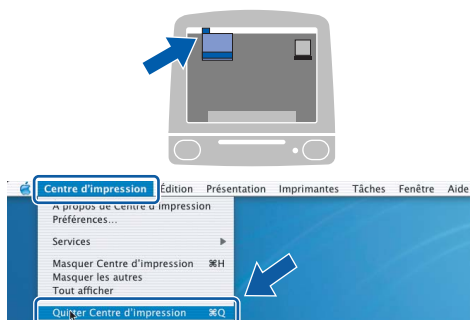 Centre d'impression Édition Présentation Imprimantes Tâches Fenêtre Aide
À propos de Centre d'impression
Préférences...
Services
Masquer Centre d'impression ⌘H
Masquer les autres
Tout afficher
Quitter Centre d'impression ⌘Q